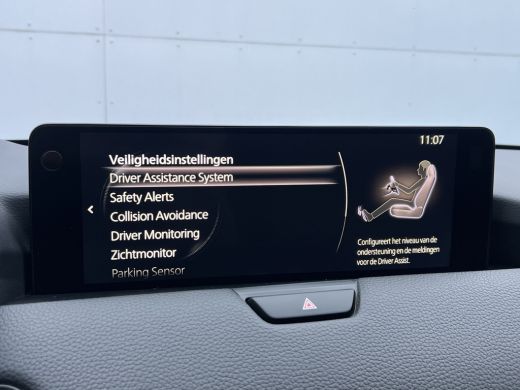 11:07
Veiligheidsinstellingen
Driver Assistance System
Safety Alerts
Collision Avoidance
Driver Monitoring
Zichtmonitor
Parking Sensor
Configureert het niveau van de
ondersteuning en de meldingen
voor de Driver Assist.